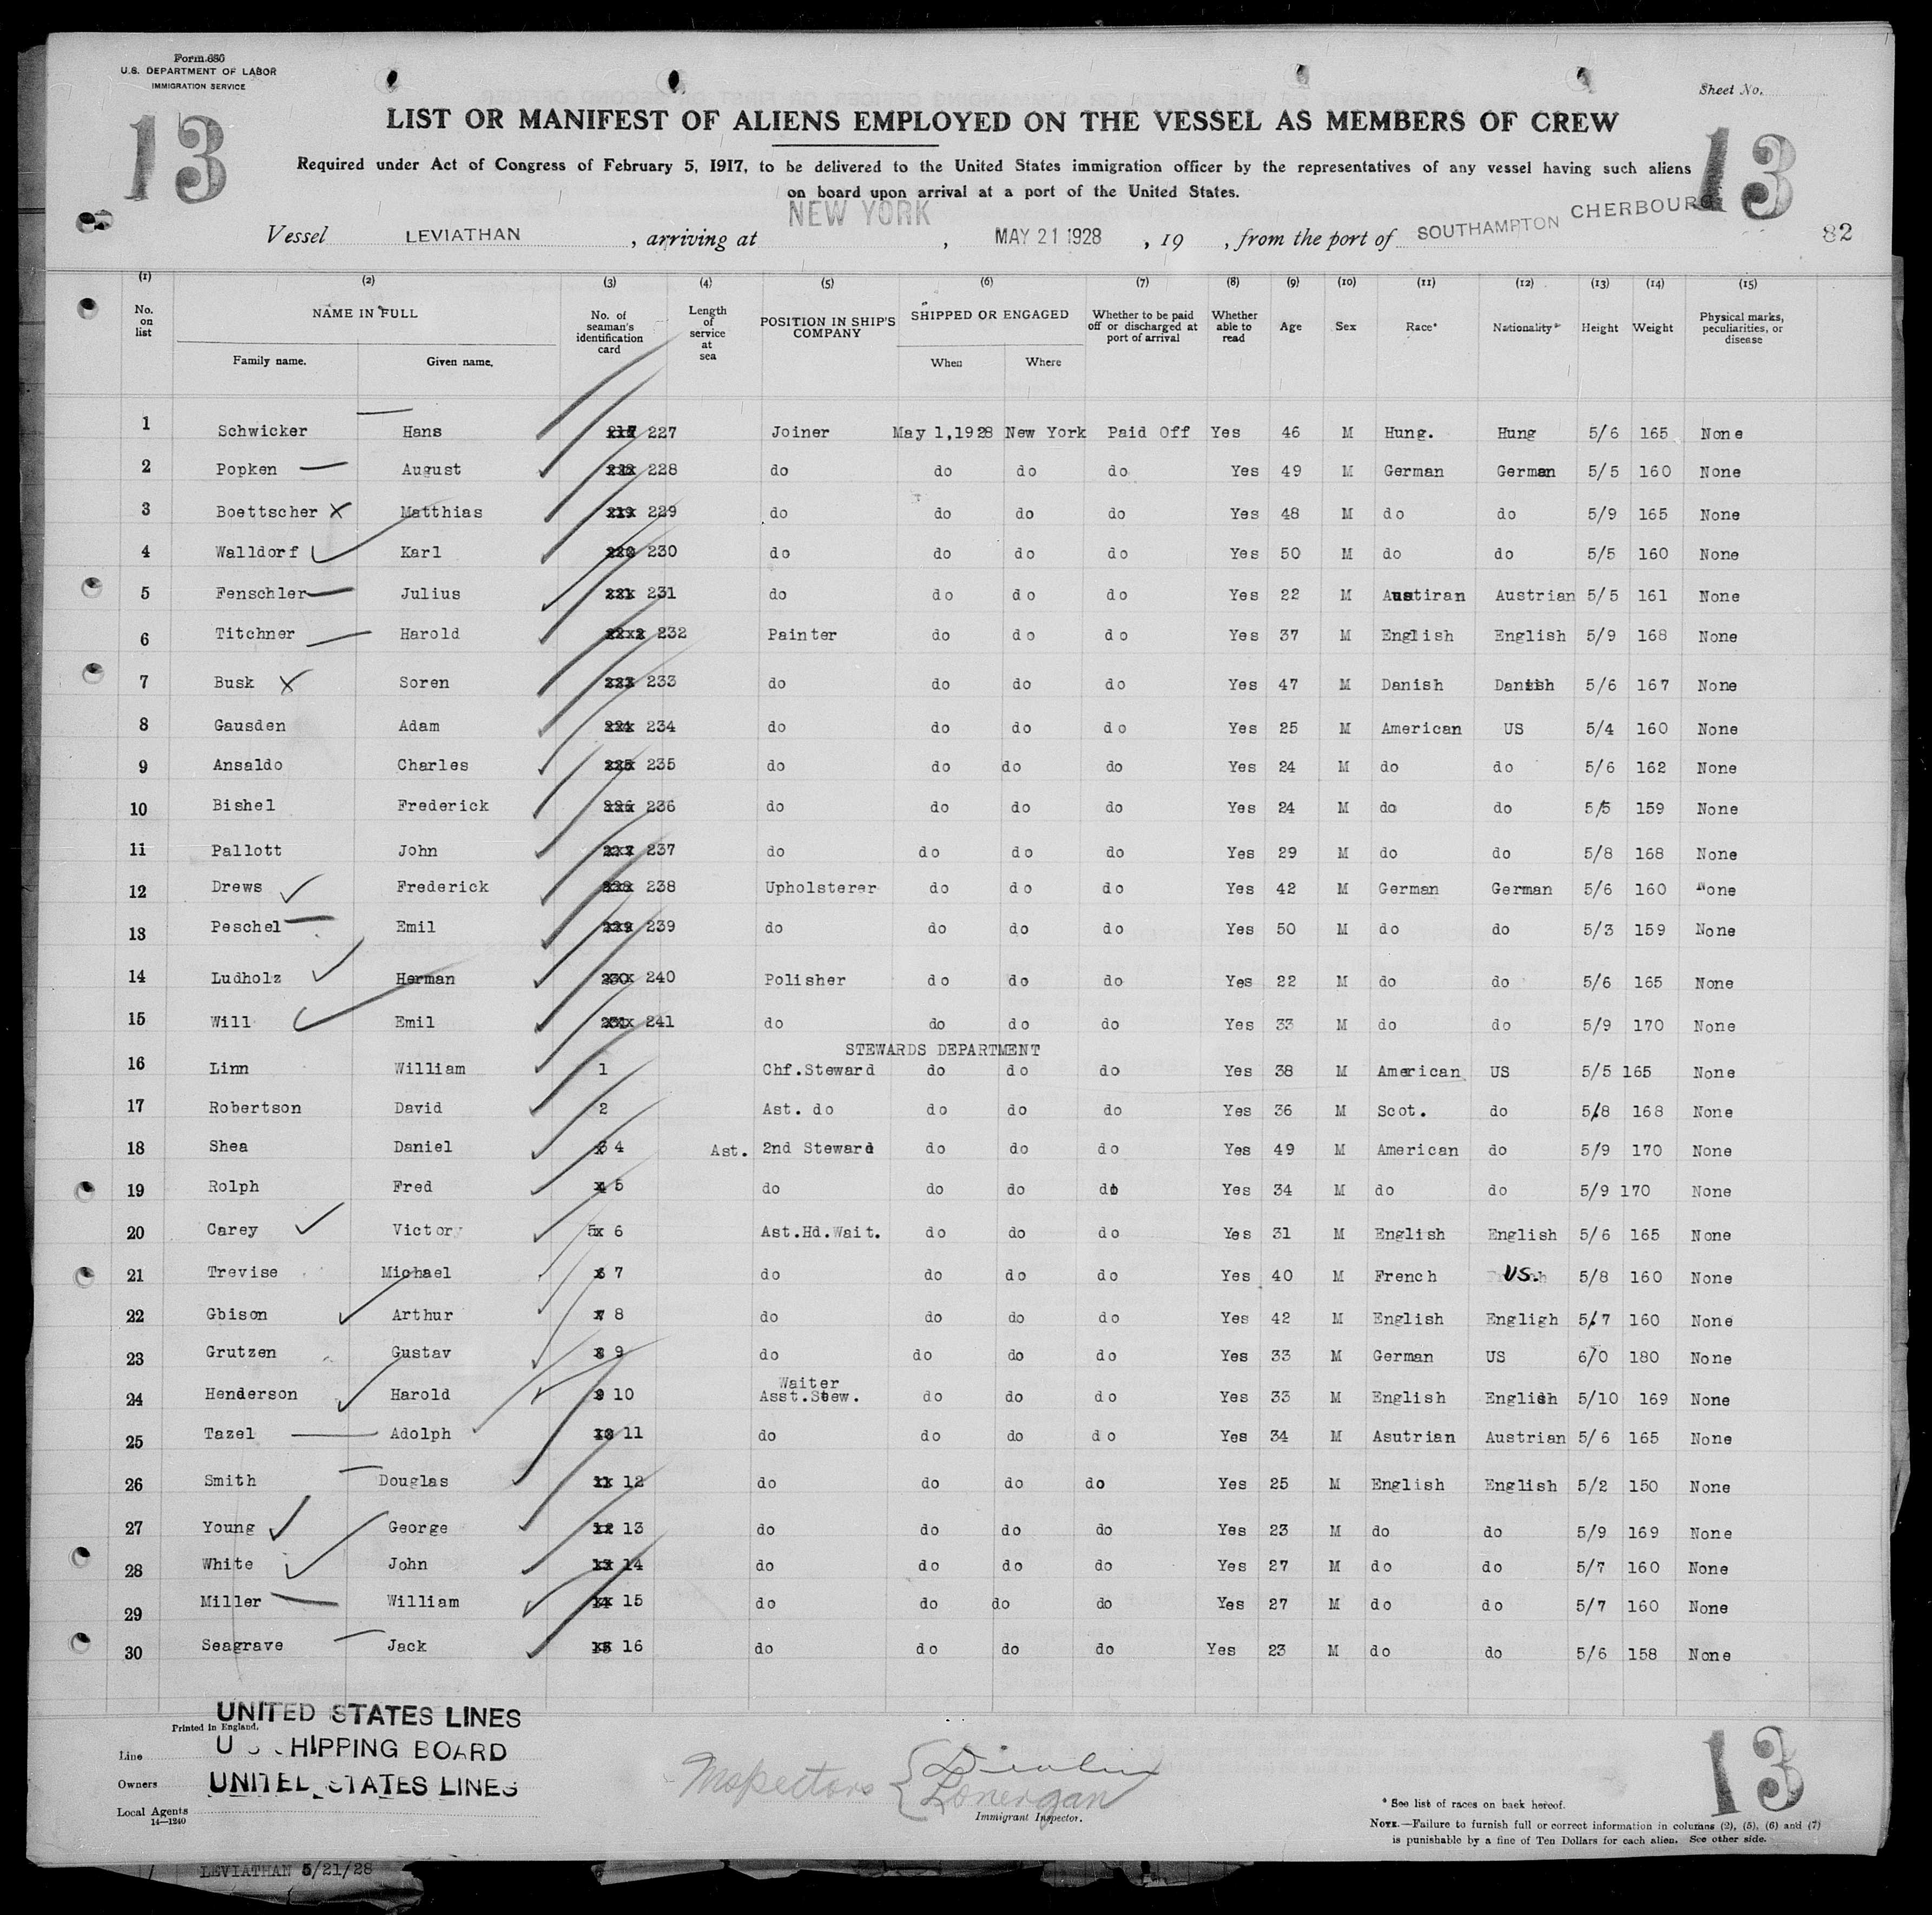 Form 680
U.S. DEPARTMENT OF LABOR
IMMIGRATION SERVICE
Sheet No.
13 LIST OR MANIFEST OF ALIENS EMPLOYED ON THE VESSEL AS MEMBERS OF CREW 13
Required under Act of Congress of February 5, 1917, to be delivered to the United States immigration officer by the representatives of any vessel having such aliens
on board upon arrival at a port of the United States.
Vessel LEVIATHAN , arriving at NEW YORK , MAY 21 1928 , 19 , from the port of SOUTHAMPTON CHERBOURG 82
(1) (2) (3) (4) (5) (6) (7) (8) (9) (10) (11) (12) (13) (14) (15)
No. on list NAME IN FULL Family name. Given name. No. of seaman's identification card Length of service at sea POSITION IN SHIP'S COMPANY SHIPPED OR ENGAGED When Where Whether to be paid off or discharged at port of arrival Whether able to read Age Sex Race* Nationality* Height Weight Physical marks, peculiarities, or disease
1 Schwicker Hans 227 Joiner May 1,1928 New York Paid Off Yes 46 M Hung. Hung 5/6 165 None
2 Popken August 228 do do do do Yes 49 M German German 5/5 160 None
3 Boettscher Matthias 229 do do do do Yes 48 M do do 5/9 165 None
4 Walldorf Karl 230 do do do do Yes 50 M do do 5/5 160 None
5 Fenschler Julius 231 do do do do Yes 22 M Austiran Austrian 5/5 161 None
6 Titchner Harold 232 Painter do do do Yes 37 M English English 5/9 168 None
7 Busk Soren 233 do do do do Yes 47 M Danish Danish 5/6 167 None
8 Gausden Adam 234 do do do do Yes 25 M American US 5/4 160 None
9 Ansaldo Charles 235 do do do do Yes 24 M do do 5/6 162 None
10 Bishel Frederick 236 do do do do Yes 24 M do do 5/5 159 None
11 Pallott John 237 do do do do Yes 29 M do do 5/8 168 None
12 Drews Frederick 238 Upholsterer do do do Yes 42 M German German 5/6 160 None
13 Peschel Emil 239 do do do do Yes 50 M do do 5/3 159 None
14 Ludholz Herman 240 Polisher do do do Yes 22 M do do 5/6 165 None
15 Will Emil 241 do do do do Yes 33 M do do 5/9 170 None
STEWARDS DEPARTMENT
16 Linn William 1 Chf.Steward do do do Yes 38 M American US 5/5 165 None
17 Robertson David 2 Ast. do do do do Yes 36 M Scot. do 5/8 168 None
18 Shea Daniel 4 Ast. 2nd Steward do do do Yes 49 M American do 5/9 170 None
19 Rolph Fred 5 do do do do Yes 34 M do do 5/9 170 None
20 Carey Victor 6 Ast.Hd.Wait. do do do Yes 31 M English English 5/6 165 None
21 Trevise Michael 7 do do do do Yes 40 M French US. 5/8 160 None
22 Gbison Arthur 8 do do do do Yes 42 M English Engligh 5/7 160 None
23 Grutzen Gustav 9 do do do do Yes 33 M German US 6/0 180 None
24 Henderson Harold 10 Waiter Asst.Stew. do do do Yes 33 M English English 5/10 169 None
25 Tazel Adolph 11 do do do do Yes 34 M Asutrian Austrian 5/6 165 None
26 Smith Douglas 12 do do do do Yes 25 M English English 5/2 150 None
27 Young George 13 do do do do Yes 23 M do do 5/9 169 None
28 White John 14 do do do do Yes 27 M do do 5/7 160 None
29 Miller William 15 do do do do Yes 27 M do do 5/7 160 None
30 Seagrave Jack 16 do do do do Yes 23 M do do 5/6 158 None
Printed in England.
Line UNITED STATES LINES
Owners U S SHIPPING BOARD
Local Agents UNITED STATES LINES
14—1240
Inspectors { Devlin
Lonergan
Immigrant Inspector.
13
* See list of races on back hereof.
NOTE.—Failure to furnish full or correct information in columns (2), (5), (6) and (7)
is punishable by a fine of Ten Dollars for each alien. See other side.
LEVIATHAN 5/21/28